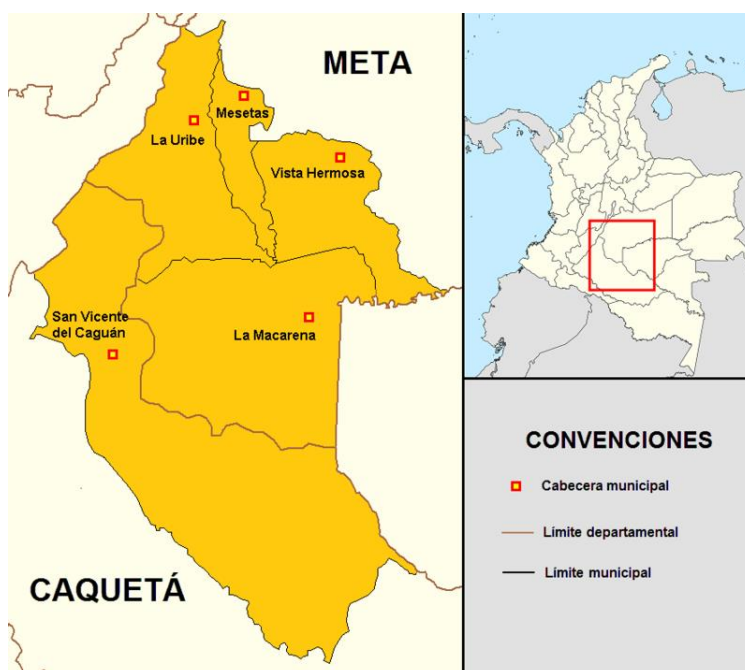 META
Mesetas
La Uribe
Vista Hermosa
San Vicente
del Caguán
La Macarena
CAQUETÁ
CONVENCIONES
Cabecera municipal
Límite departamental
Límite municipal